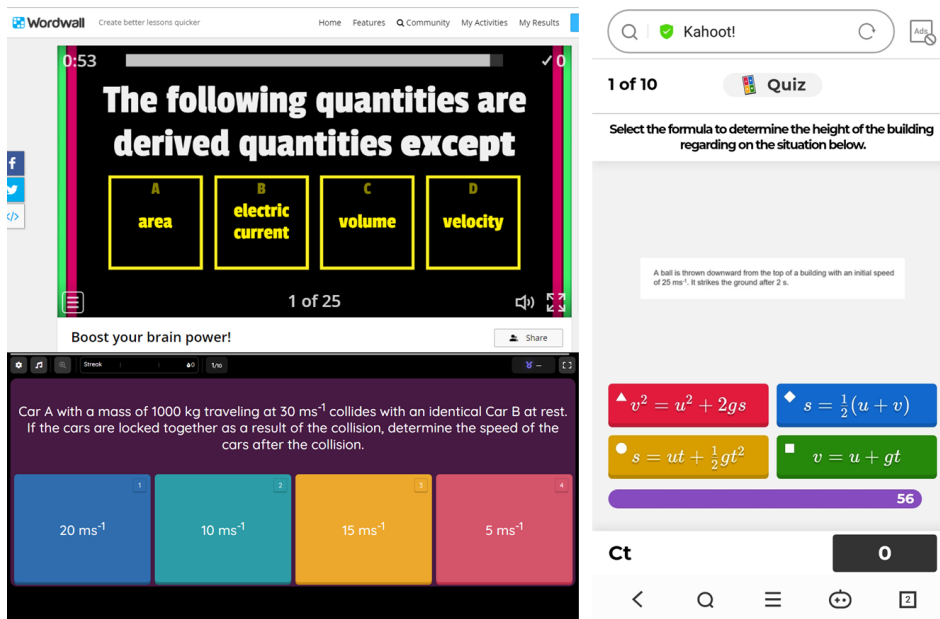 Wordwall
Create better lessons quicker
Home Features Community My Activities My Results
0:53
✓ 0
The following quantities are
derived quantities except
A
area
B
electric
current
C
volume
D
velocity
1 of 25
Boost your brain power!
Share
Streak
0
1/10
Car A with a mass of 1000 kg traveling at 30 ms⁻¹ collides with an identical Car B at rest.
If the cars are locked together as a result of the collision, determine the speed of the
cars after the collision.
1
20 ms⁻¹
2
10 ms⁻¹
3
15 ms⁻¹
4
5 ms⁻¹
Kahoot!
Ads
1 of 10
Quiz
Select the formula to determine the height of the building
regarding on the situation below.
A ball is thrown downward from the top of a building with an initial speed
of 25 ms⁻¹. It strikes the ground after 2 s.
v² = u² + 2gs
s = ½(u + v)
s = ut + ½gt²
v = u + gt
56
Ct
0
2